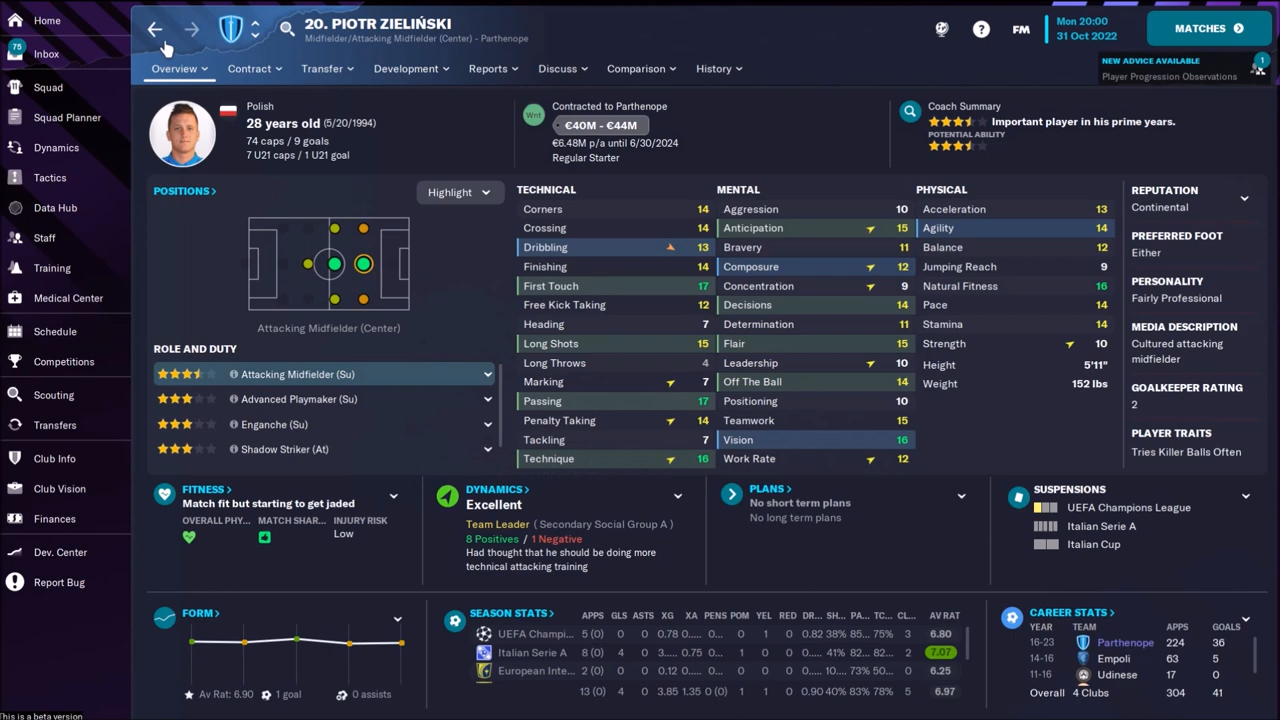 Home
75
Inbox
Squad
Squad Planner
Dynamics
Tactics
Data Hub
Staff
Training
Medical Center
Schedule
Competitions
Scouting
Transfers
Club Info
Club Vision
Finances
Dev. Center
Report Bug
This is a beta version
20. PIOTR ZIELIŃSKI
Midfielder/Attacking Midfielder (Center) - Parthenope
?
FM
Mon 20:00
31 Oct 2022
MATCHES
Overview
Contract
Transfer
Development
Reports
Discuss
Comparison
History
NEW ADVICE AVAILABLE
Player Progression Observations
1
Polish
28 years old (5/20/1994)
74 caps / 9 goals
7 U21 caps / 1 U21 goal
Wnt
Contracted to Parthenope
€40M - €44M
€6.48M p/a until 6/30/2024
Regular Starter
Coach Summary
Important player in his prime years.
POTENTIAL ABILITY
POSITIONS
Highlight
Attacking Midfielder (Center)
ROLE AND DUTY
Attacking Midfielder (Su)
Advanced Playmaker (Su)
Enganche (Su)
Shadow Striker (At)
TECHNICAL
Corners 14
Crossing 14
Dribbling 13
Finishing 14
First Touch 17
Free Kick Taking 12
Heading 7
Long Shots 15
Long Throws 4
Marking 7
Passing 17
Penalty Taking 14
Tackling 7
Technique 16
MENTAL
Aggression 10
Anticipation 15
Bravery 11
Composure 12
Concentration 9
Decisions 14
Determination 11
Flair 15
Leadership 10
Off The Ball 14
Positioning 10
Teamwork 15
Vision 16
Work Rate 12
PHYSICAL
Acceleration 13
Agility 14
Balance 12
Jumping Reach 9
Natural Fitness 16
Pace 14
Stamina 14
Strength 10
Height 5'11"
Weight 152 lbs
REPUTATION
Continental
PREFERRED FOOT
Either
PERSONALITY
Fairly Professional
MEDIA DESCRIPTION
Cultured attacking
midfielder
GOALKEEPER RATING
2
PLAYER TRAITS
Tries Killer Balls Often
FITNESS
Match fit but starting to get jaded
OVERALL PHY... MATCH SHAR... INJURY RISK
Low
DYNAMICS
Excellent
Team Leader ( Secondary Social Group A )
8 Positives / 1 Negative
Had thought that he should be doing more
technical attacking training
PLANS
No short term plans
No long term plans
SUSPENSIONS
UEFA Champions League
Italian Serie A
Italian Cup
FORM
Av Rat: 6.90 1 goal 0 assists
SEASON STATS APPS GLS ASTS XG XA PENS POM YEL RED DR... SH... PA... TC... CL... AV RAT
UEFA Champi... 5 (0) 0 0 0.78 0..... 0... 0 1 0 0.82 38% 85... 75% 3 6.80
Italian Serie A 8 (0) 4 0 3..... 0.75 0... 1 0 0 0..... 41% 82... 82... 2 7.07
European Inte... 2 (0) 0 0 0.12 0..... 0... 0 0 0 0..... 40... 73% 50... 0 6.25
13 (0) 4 0 3.85 1.35 0 (0) 1 1 0 0.90 40% 83% 78% 5 6.97
CAREER STATS
YEAR TEAM APPS GOALS
16-23 Parthenope 224 36
14-16 Empoli 63 5
11-16 Udinese 17 0
Overall 4 Clubs 304 41